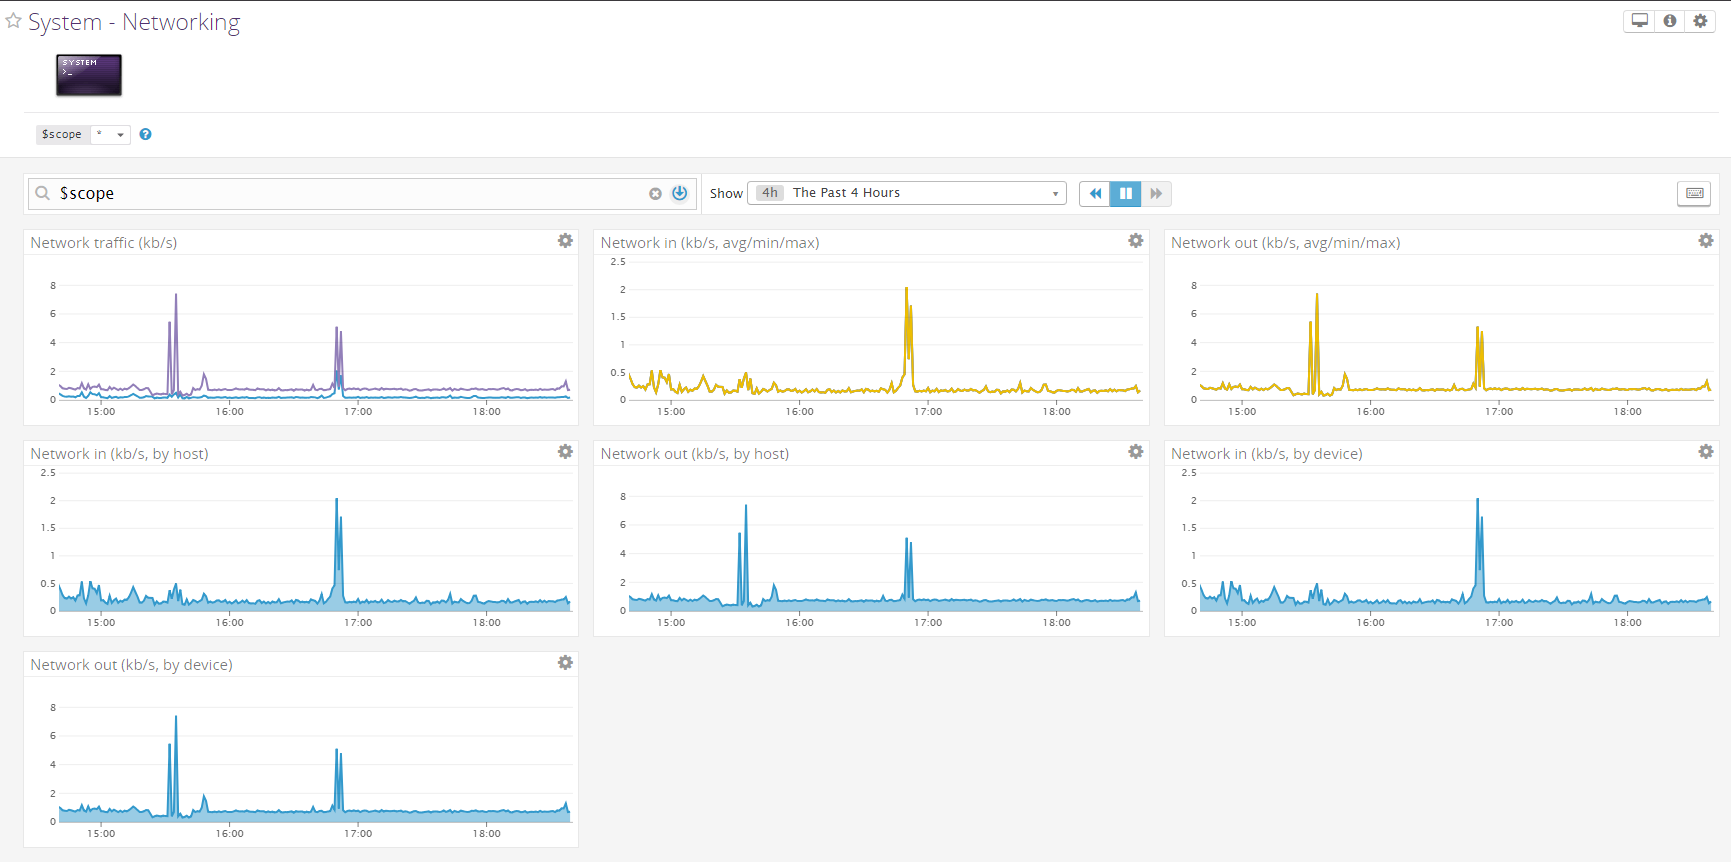 System - Networking
SYSTEM
>_
$scope * ?
$scope Show 4h The Past 4 Hours
Network traffic (kb/s)
8
6
4
2
0
15:00 16:00 17:00 18:00
Network in (kb/s, avg/min/max)
2.5
2
1.5
1
0.5
0
15:00 16:00 17:00 18:00
Network out (kb/s, avg/min/max)
8
6
4
2
0
15:00 16:00 17:00 18:00
Network in (kb/s, by host)
2.5
2
1.5
1
0.5
0
15:00 16:00 17:00 18:00
Network out (kb/s, by host)
8
6
4
2
0
15:00 16:00 17:00 18:00
Network in (kb/s, by device)
2.5
2
1.5
1
0.5
0
15:00 16:00 17:00 18:00
Network out (kb/s, by device)
8
6
4
2
0
15:00 16:00 17:00 18:00